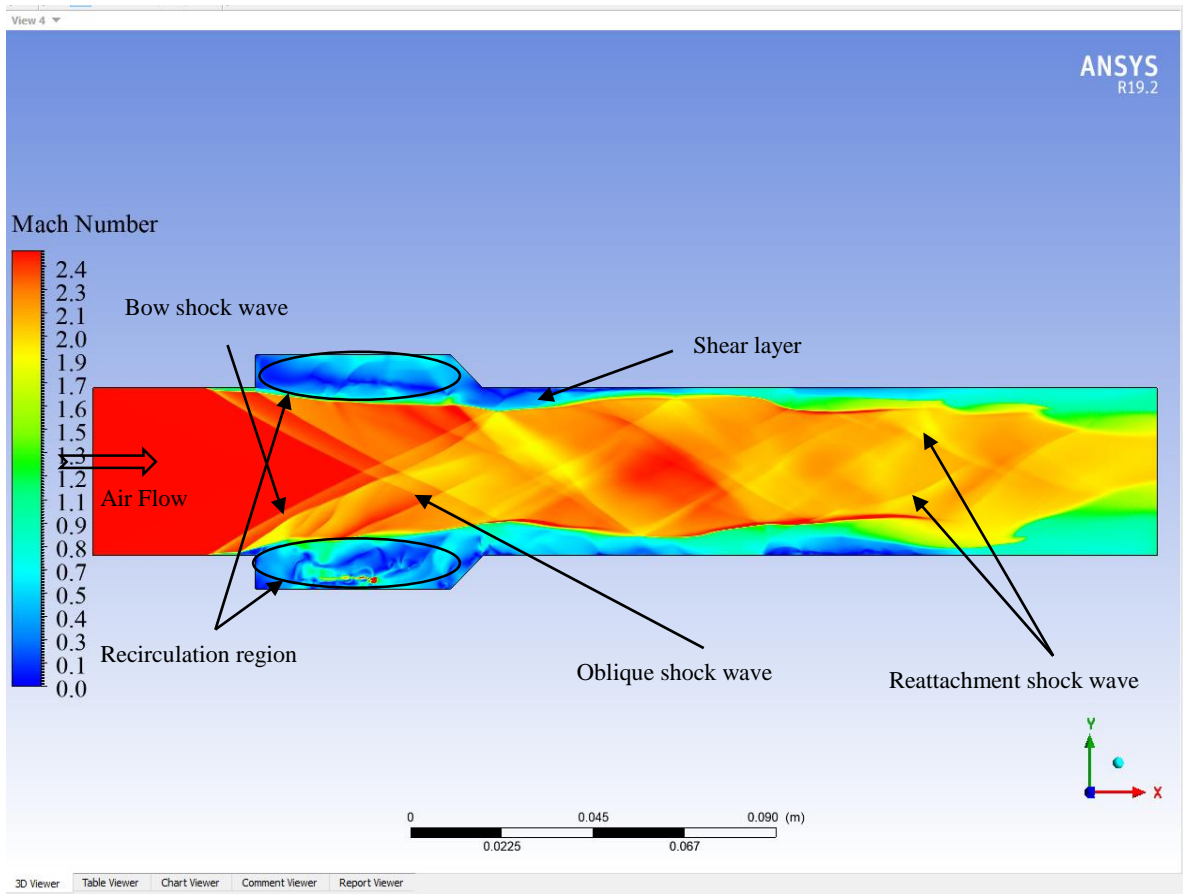 View 4
ANSYS
R19.2
Mach Number
2.4
2.3
2.1
2.0
1.9
1.7
1.6
1.5
1.3
1.2
1.1
0.9
0.8
0.7
0.5
0.4
0.3
0.1
0.0
Bow shock wave
Shear layer
Air Flow
Recirculation region
Oblique shock wave
Reattachment shock wave
Y
X
0 0.045 0.090 (m)
0.0225 0.067
3D Viewer Table Viewer Chart Viewer Comment Viewer Report Viewer